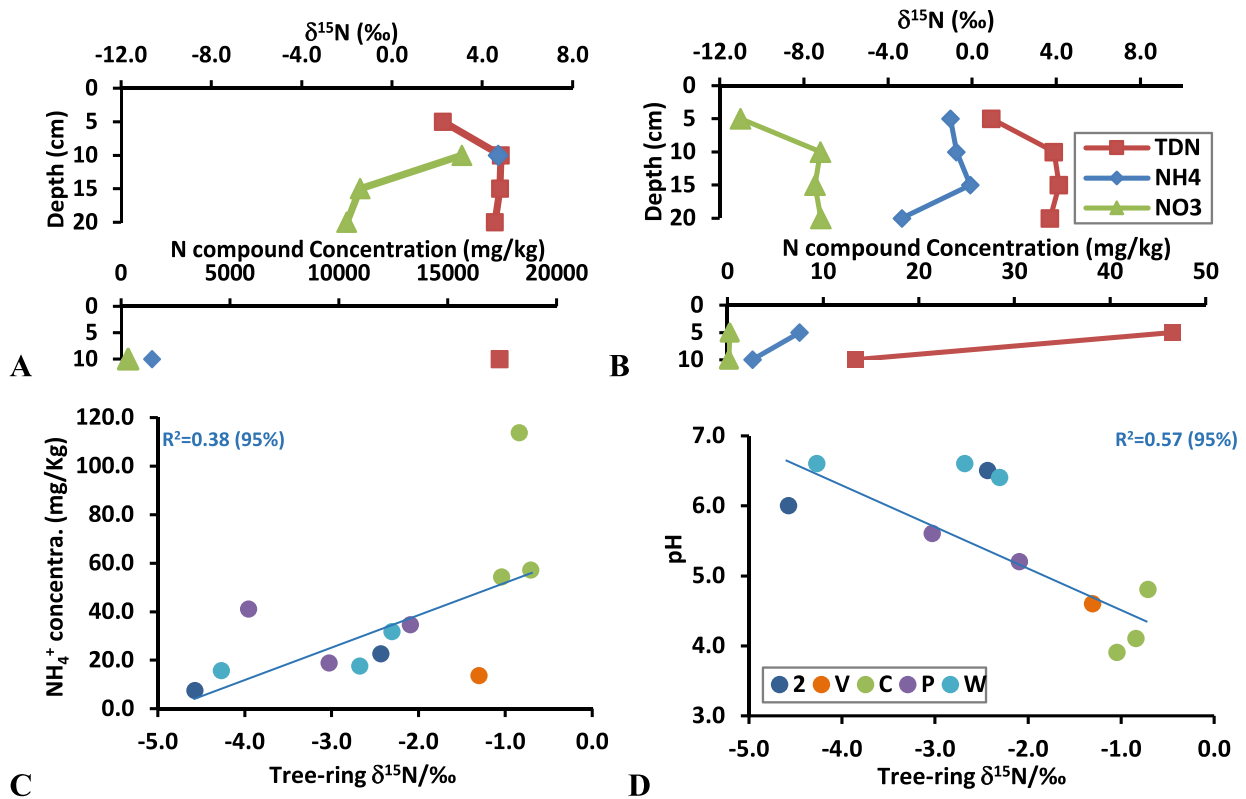 δ¹⁵N (‰)
-12.0 -8.0 -4.0 0.0 4.0 8.0
Depth (cm)
0
5
10
15
20
N compound Concentration (mg/kg)
0 5000 10000 15000 20000
0
5
10
A
δ¹⁵N (‰)
-12.0 -8.0 -4.0 0.0 4.0 8.0
Depth (cm)
0
5
10
15
20
TDN
NH4
NO3
N compound Concentration (mg/kg)
0 10 20 30 40 50
0
5
10
B
NH₄⁺ concentra. (mg/Kg)
120.0
100.0
80.0
60.0
40.0
20.0
0.0
R²=0.38 (95%)
-5.0 -4.0 -3.0 -2.0 -1.0 0.0
Tree-ring δ¹⁵N/‰
C
pH
7.0
6.0
5.0
4.0
3.0
R²=0.57 (95%)
2 V C P W
-5.0 -4.0 -3.0 -2.0 -1.0 0.0
Tree-ring δ¹⁵N/‰
D